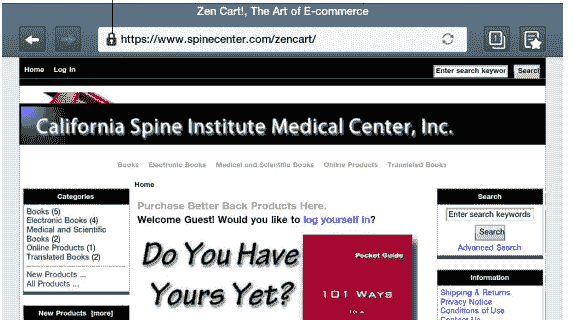 Zen Cart!, The Art of E-commerce
https://www.spinecenter.com/zencart/
1
Home Log In
Enter search keywor Search
California Spine Institute Medical Center, Inc.
Books Electronic Books Medical and Scientific Books Online Products Translated Books
Home
Categories
Books (5)
Electronic Books (4)
Medical and Scientific
Books (2)
Online Products (1)
Translated Books (2)
New Products ...
All Products ...
New Products [more]
Purchase Better Back Products Here.
Welcome Guest! Would you like to log yourself in?
Do You Have
Yours Yet?
Pocket Guide
101 WAYS
Search
Enter search keywords
Search
Advanced Search
Information
Shipping & Returns
Privacy Notice
Conditions of Use
Contact Us